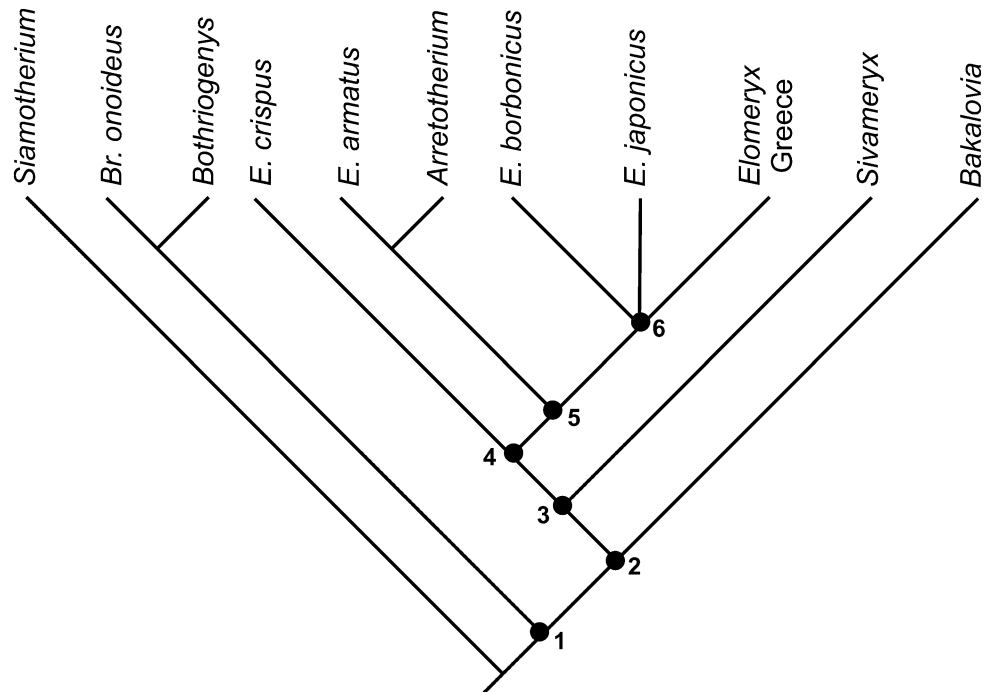 Siamotherium
Br. onoideus
Bothriogenys
E. crispus
E. armatus
Arretotherium
E. borbonicus
E. japonicus
Elomeryx
Greece
Sivameryx
Bakalovia
6
5
4
3
2
1